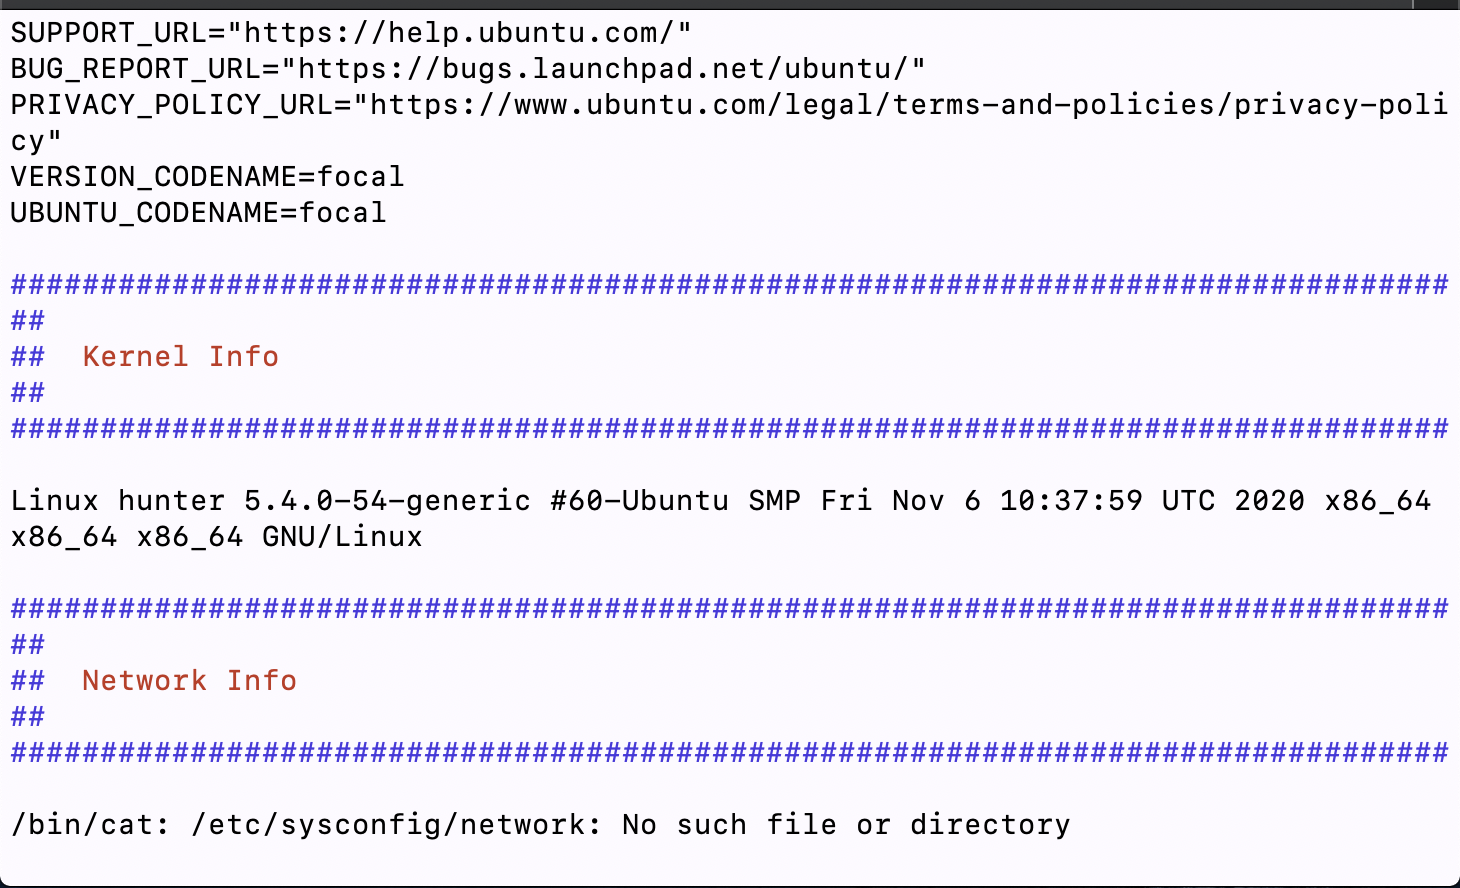 SUPPORT_URL="https://help.ubuntu.com/"
BUG_REPORT_URL="https://bugs.launchpad.net/ubuntu/"
PRIVACY_POLICY_URL="https://www.ubuntu.com/legal/terms-and-policies/privacy-poli
cy"
VERSION_CODENAME=focal
UBUNTU_CODENAME=focal

################################################################################
##
##  Kernel Info
##
################################################################################

Linux hunter 5.4.0-54-generic #60-Ubuntu SMP Fri Nov 6 10:37:59 UTC 2020 x86_64
x86_64 x86_64 GNU/Linux

################################################################################
##
##  Network Info
##
################################################################################

/bin/cat: /etc/sysconfig/network: No such file or directory